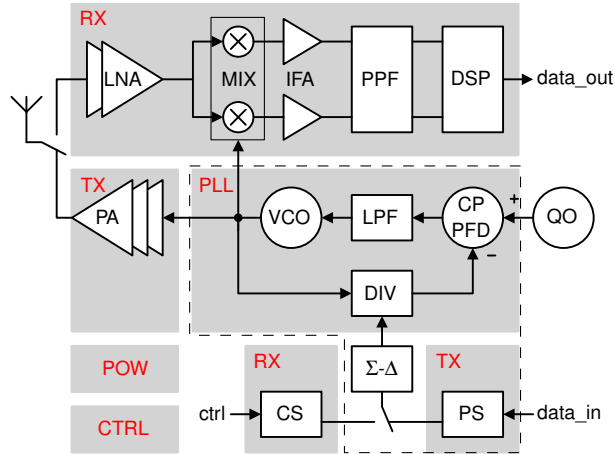 RX
LNA
MIX
IFA
PPF
DSP
data_out
TX
PA
PLL
VCO
LPF
CP
PFD
+
−
QO
DIV
POW
CTRL
RX
ctrl
CS
Σ-Δ
TX
PS
data_in